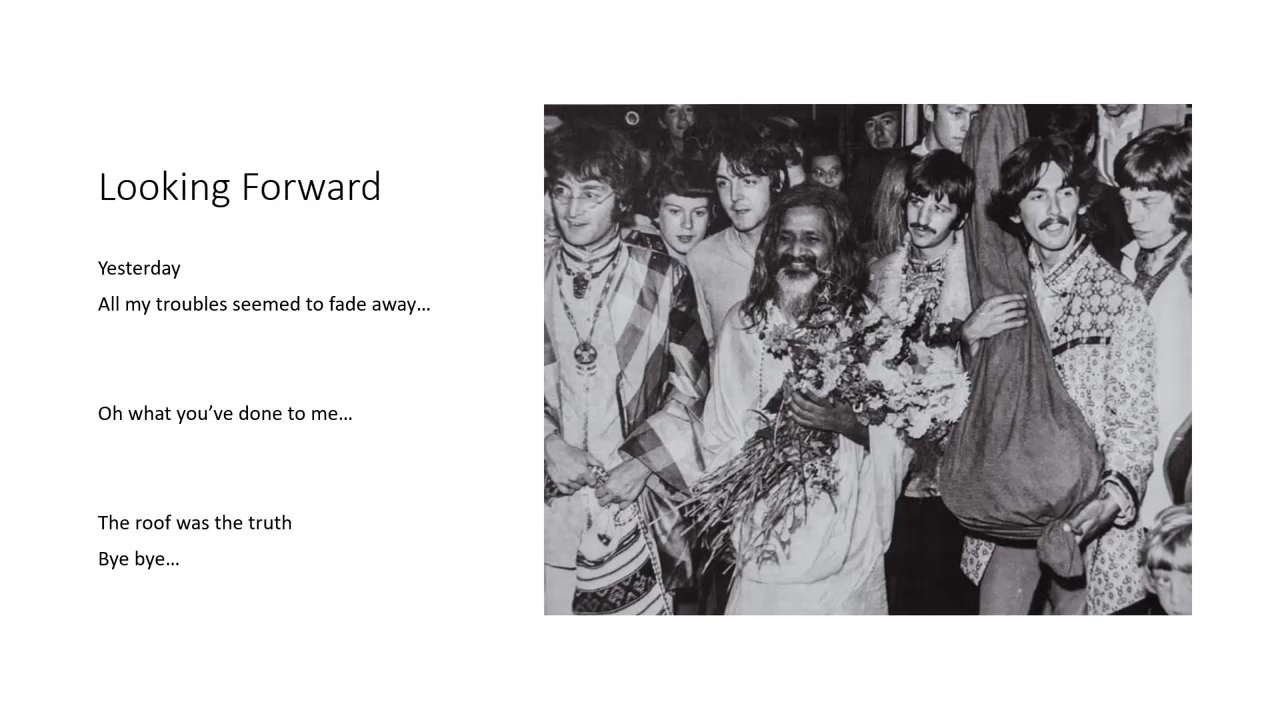 Looking Forward
Yesterday
All my troubles seemed to fade away…
Oh what you’ve done to me…
The roof was the truth
Bye bye…